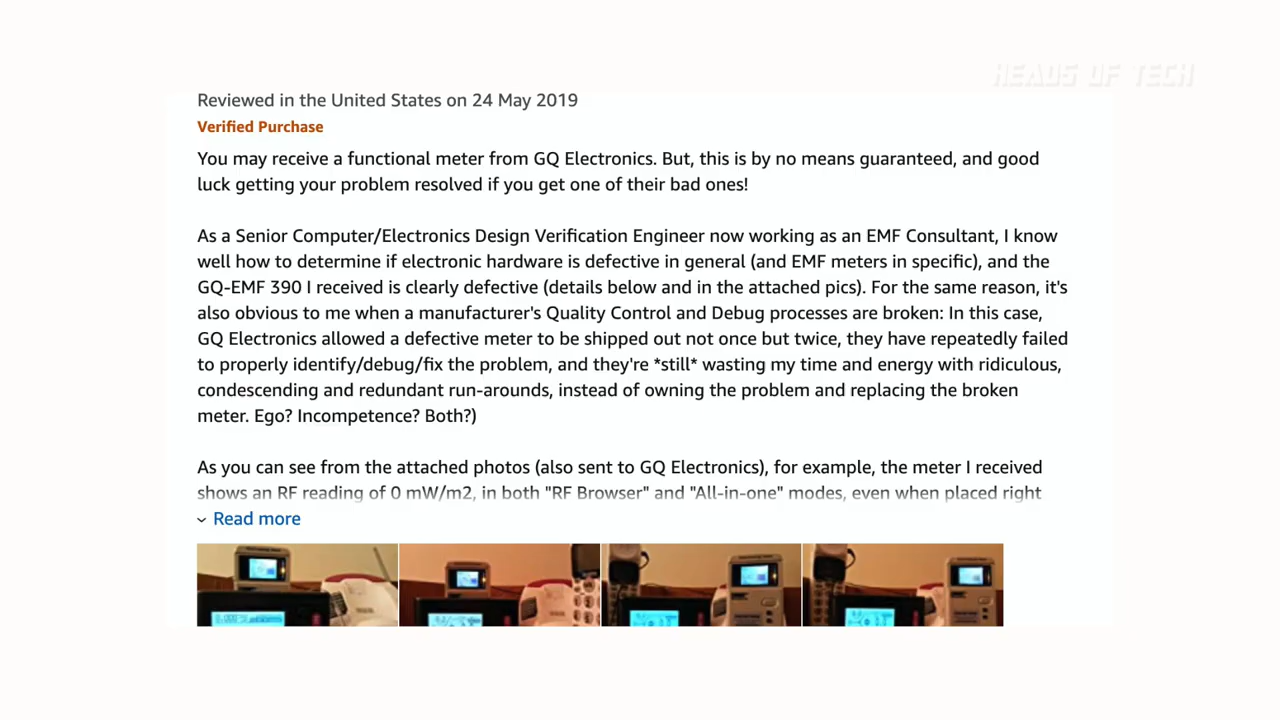 HEADS OF TECH
Reviewed in the United States on 24 May 2019
Verified Purchase
You may receive a functional meter from GQ Electronics. But, this is by no means guaranteed, and good
luck getting your problem resolved if you get one of their bad ones!
As a Senior Computer/Electronics Design Verification Engineer now working as an EMF Consultant, I know
well how to determine if electronic hardware is defective in general (and EMF meters in specific), and the
GQ-EMF 390 I received is clearly defective (details below and in the attached pics). For the same reason, it's
also obvious to me when a manufacturer's Quality Control and Debug processes are broken: In this case,
GQ Electronics allowed a defective meter to be shipped out not once but twice, they have repeatedly failed
to properly identify/debug/fix the problem, and they're *still* wasting my time and energy with ridiculous,
condescending and redundant run-arounds, instead of owning the problem and replacing the broken
meter. Ego? Incompetence? Both?)
As you can see from the attached photos (also sent to GQ Electronics), for example, the meter I received
shows an RF reading of 0 mW/m2, in both "RF Browser" and "All-in-one" modes, even when placed right
Read more